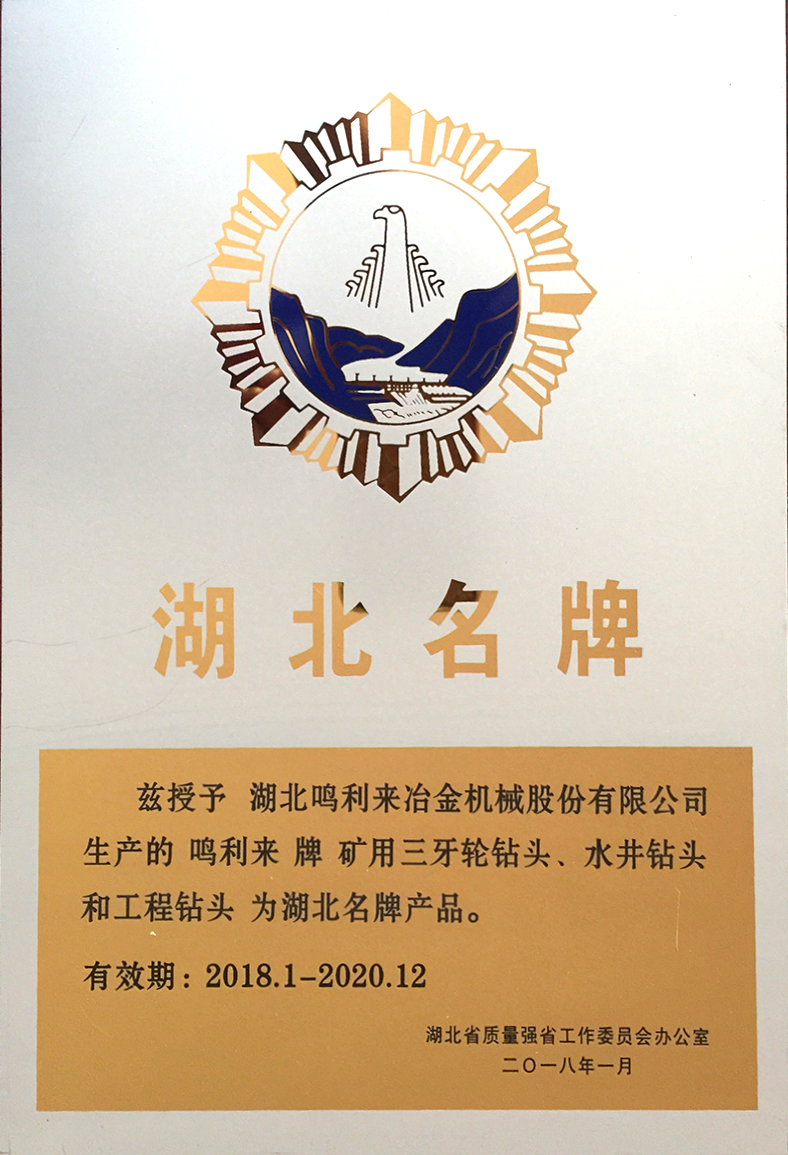 湖北名牌
兹授予 湖北鸣利来冶金机械股份有限公司
生产的 鸣利来 牌 矿用三牙轮钻头、水井钻头
和工程钻头 为湖北名牌产品。
有效期：2018.1-2020.12
湖北省质量强省工作委员会办公室
二〇一八年一月